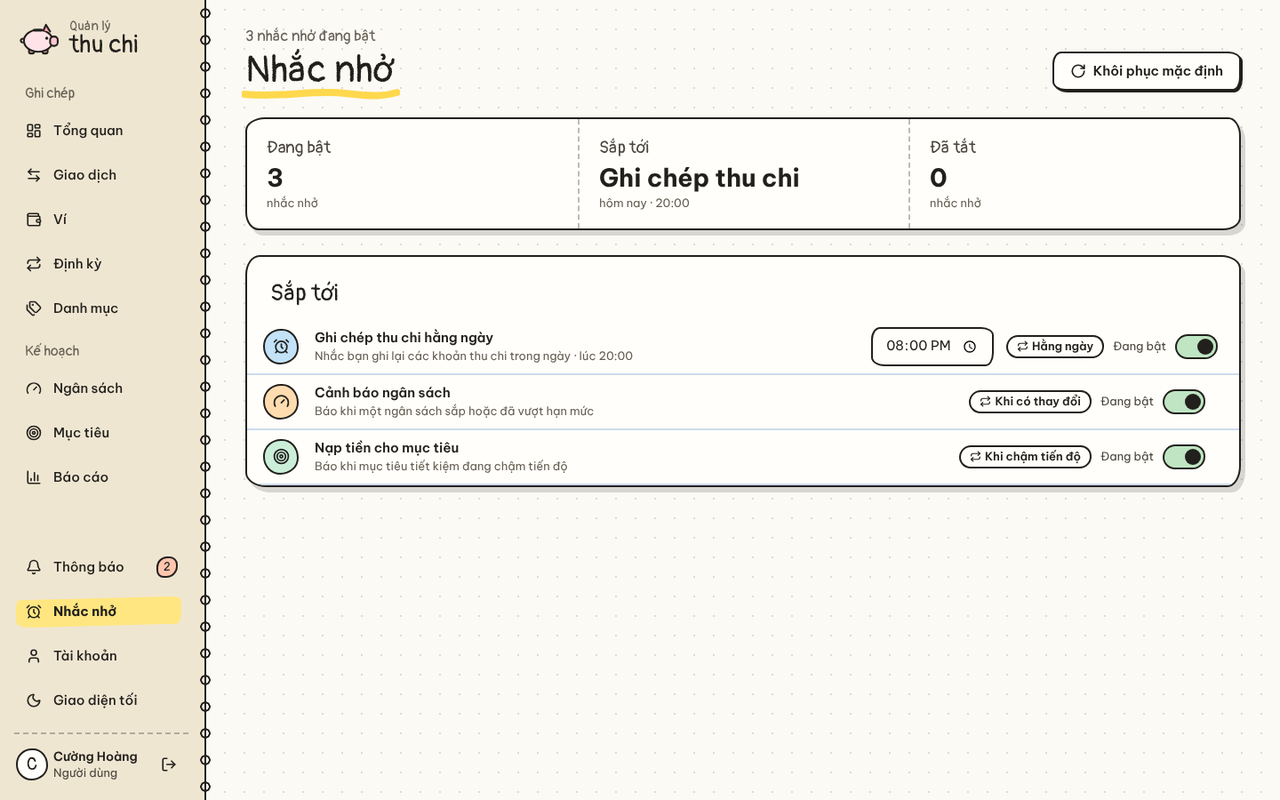 Quản lý
thu chi
Ghi chép
Tổng quan
Giao dịch
Ví
Định kỳ
Danh mục
Kế hoạch
Ngân sách
Mục tiêu
Báo cáo
Thông báo 2
Nhắc nhở
Tài khoản
Giao diện tối
C
Cường Hoàng
Người dùng
3 nhắc nhở đang bật
Nhắc nhở
Khôi phục mặc định
Đang bật
3
nhắc nhở
Sắp tới
Ghi chép thu chi
hôm nay · 20:00
Đã tắt
0
nhắc nhở
Sắp tới
Ghi chép thu chi hằng ngày
Nhắc bạn ghi lại các khoản thu chi trong ngày · lúc 20:00
08:00 PM Hằng ngày Đang bật
Cảnh báo ngân sách
Báo khi một ngân sách sắp hoặc đã vượt hạn mức
Khi có thay đổi Đang bật
Nạp tiền cho mục tiêu
Báo khi mục tiêu tiết kiệm đang chậm tiến độ
Khi chậm tiến độ Đang bật